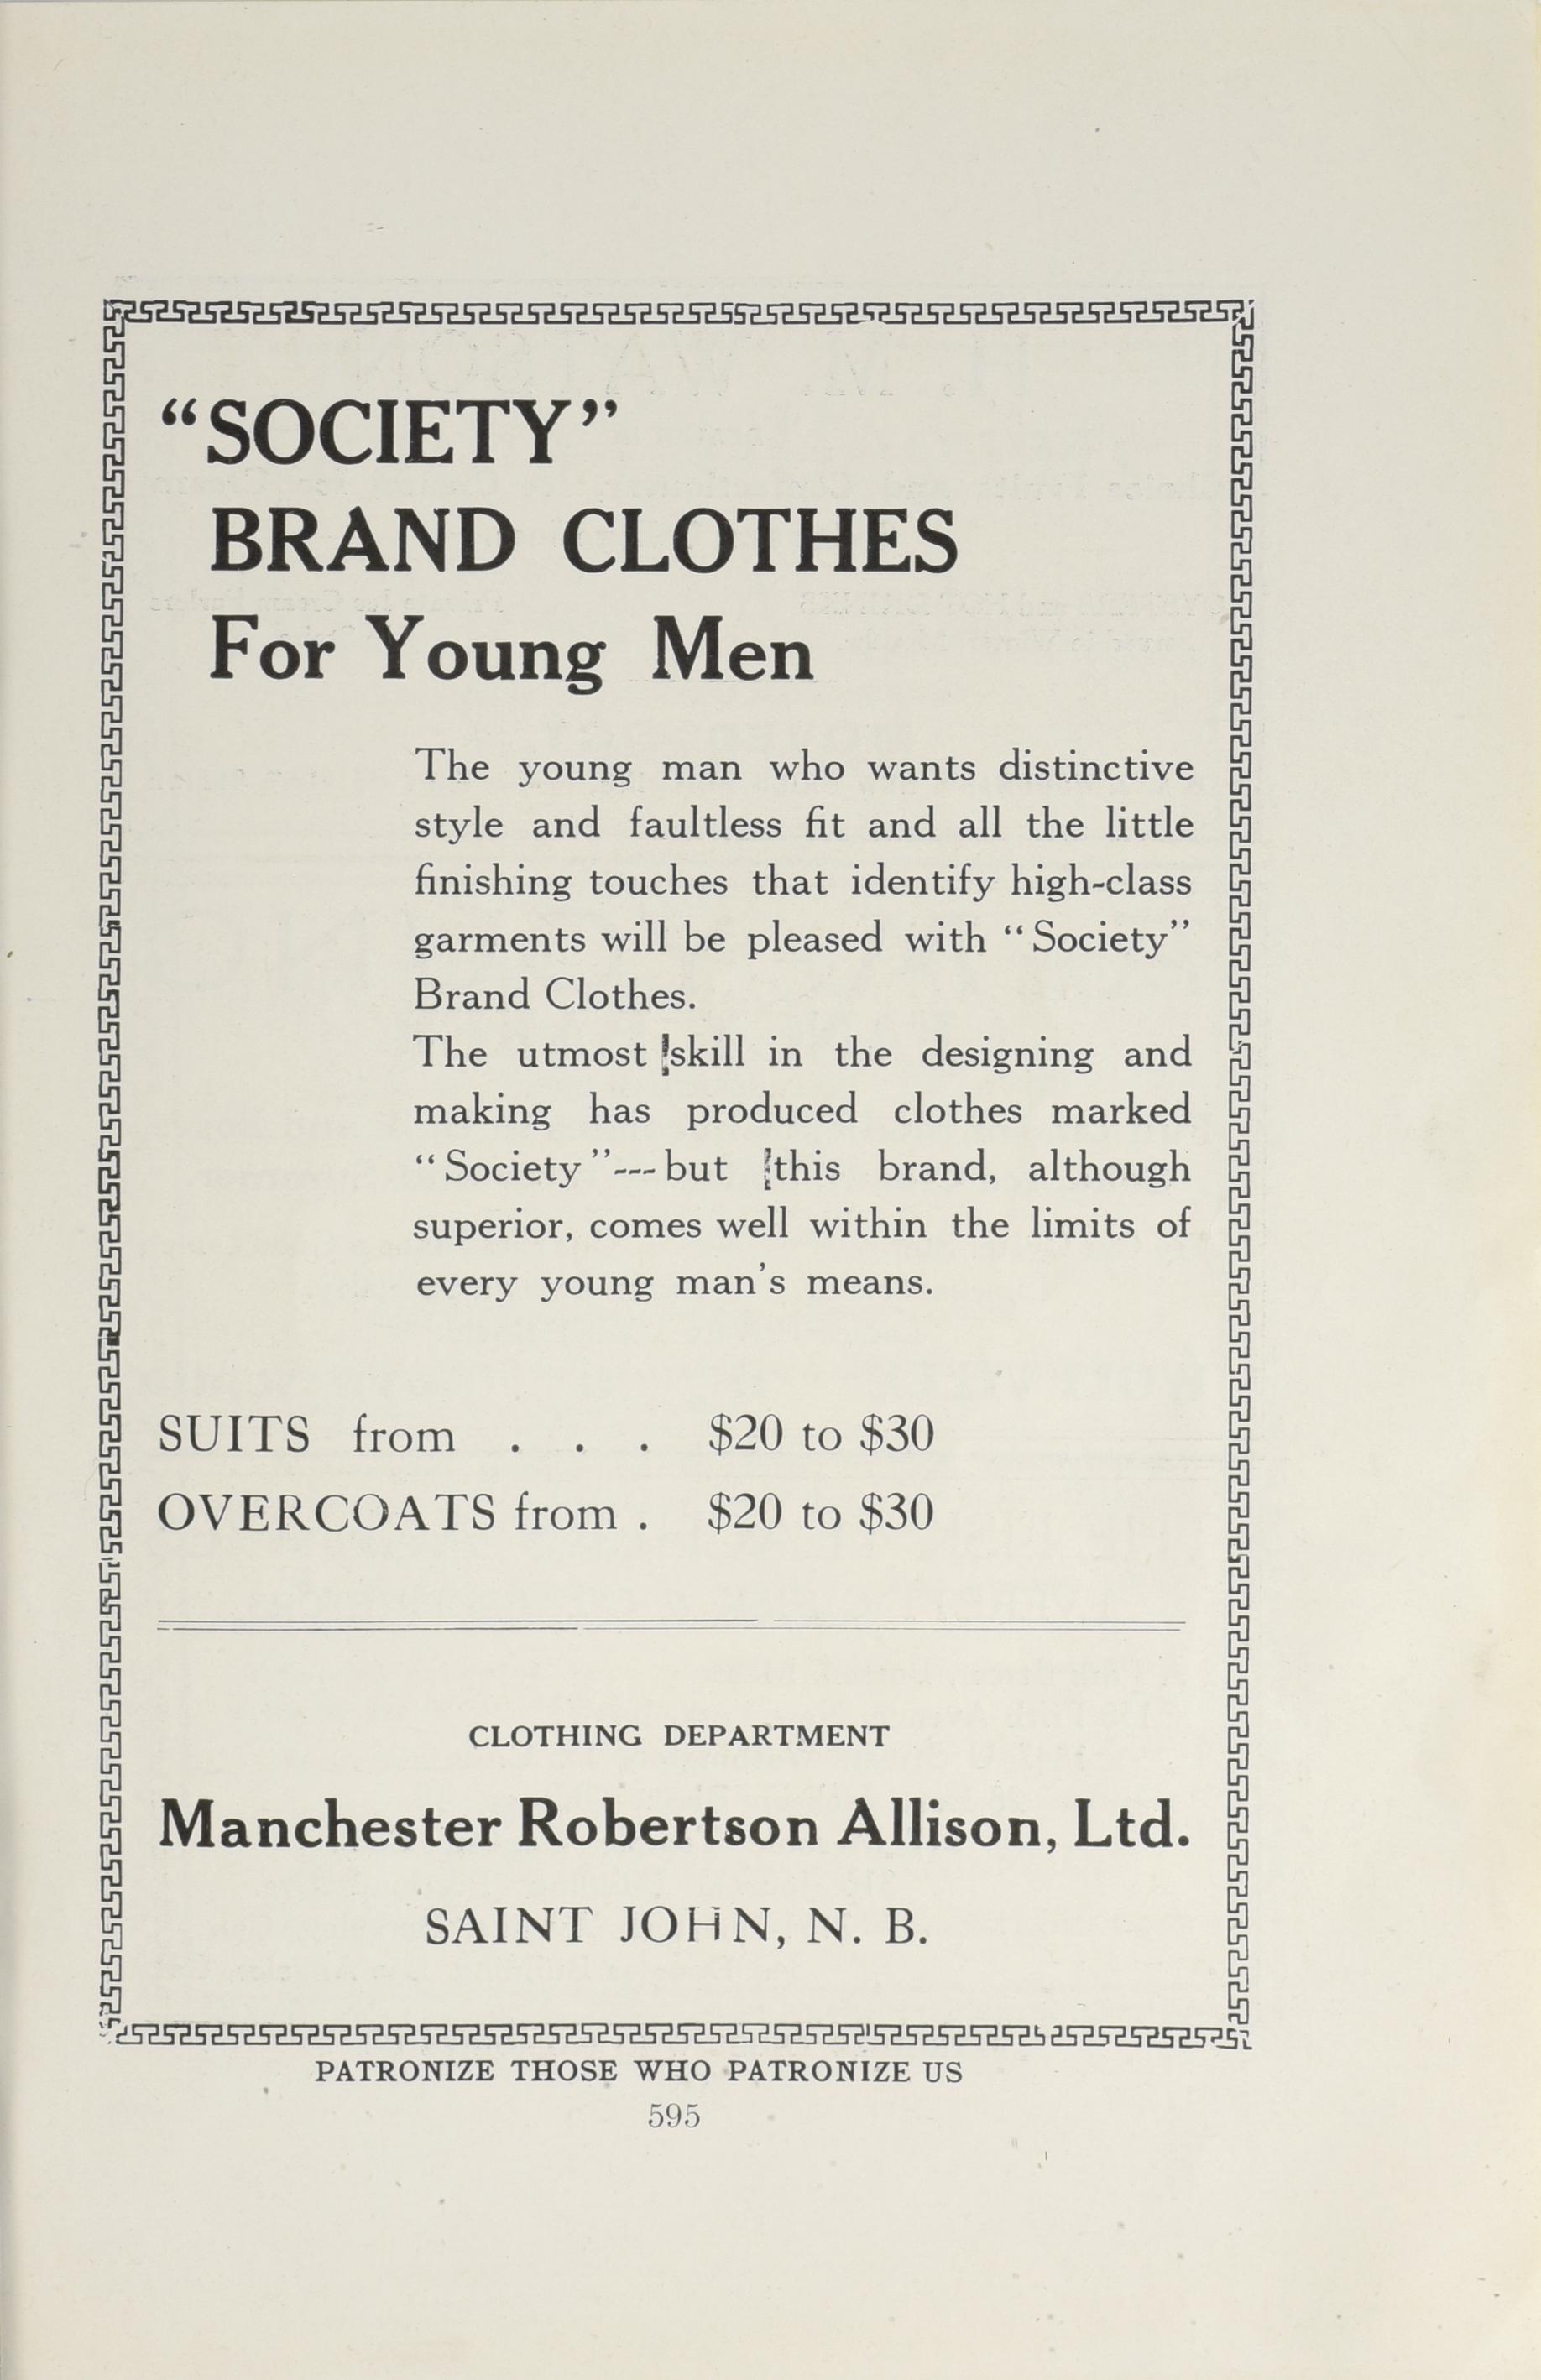 “SOCIETY”
BRAND CLOTHES
For Young Men
The young man who wants distinctive
style and faultless fit and all the little
finishing touches that identify high-class
garments will be pleased with “Society”
Brand Clothes.
The utmost skill in the designing and
making has produced clothes marked
“Society”---but this brand, although
superior, comes well within the limits of
every young man's means.
SUITS from . . . $20 to $30
OVERCOATS from . $20 to $30
CLOTHING DEPARTMENT
Manchester Robertson Allison, Ltd.
SAINT JOHN, N. B.
PATRONIZE THOSE WHO PATRONIZE US
595